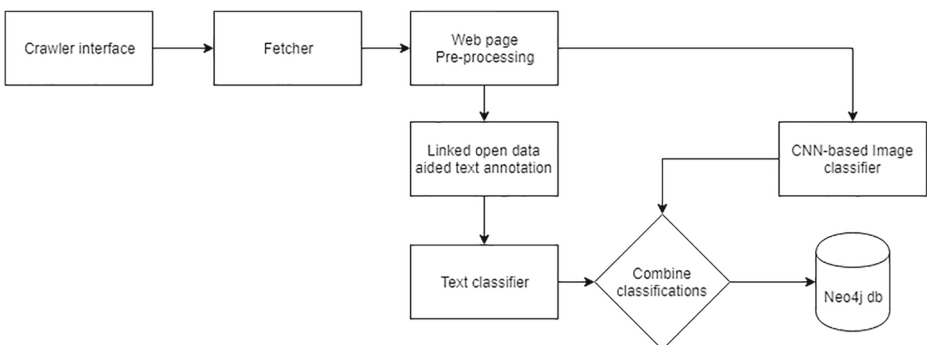 Crawler interface
Fetcher
Web page
Pre-processing
Linked open data
aided text annotation
CNN-based Image
classifier
Text classifier
Combine
classifications
Neo4j db